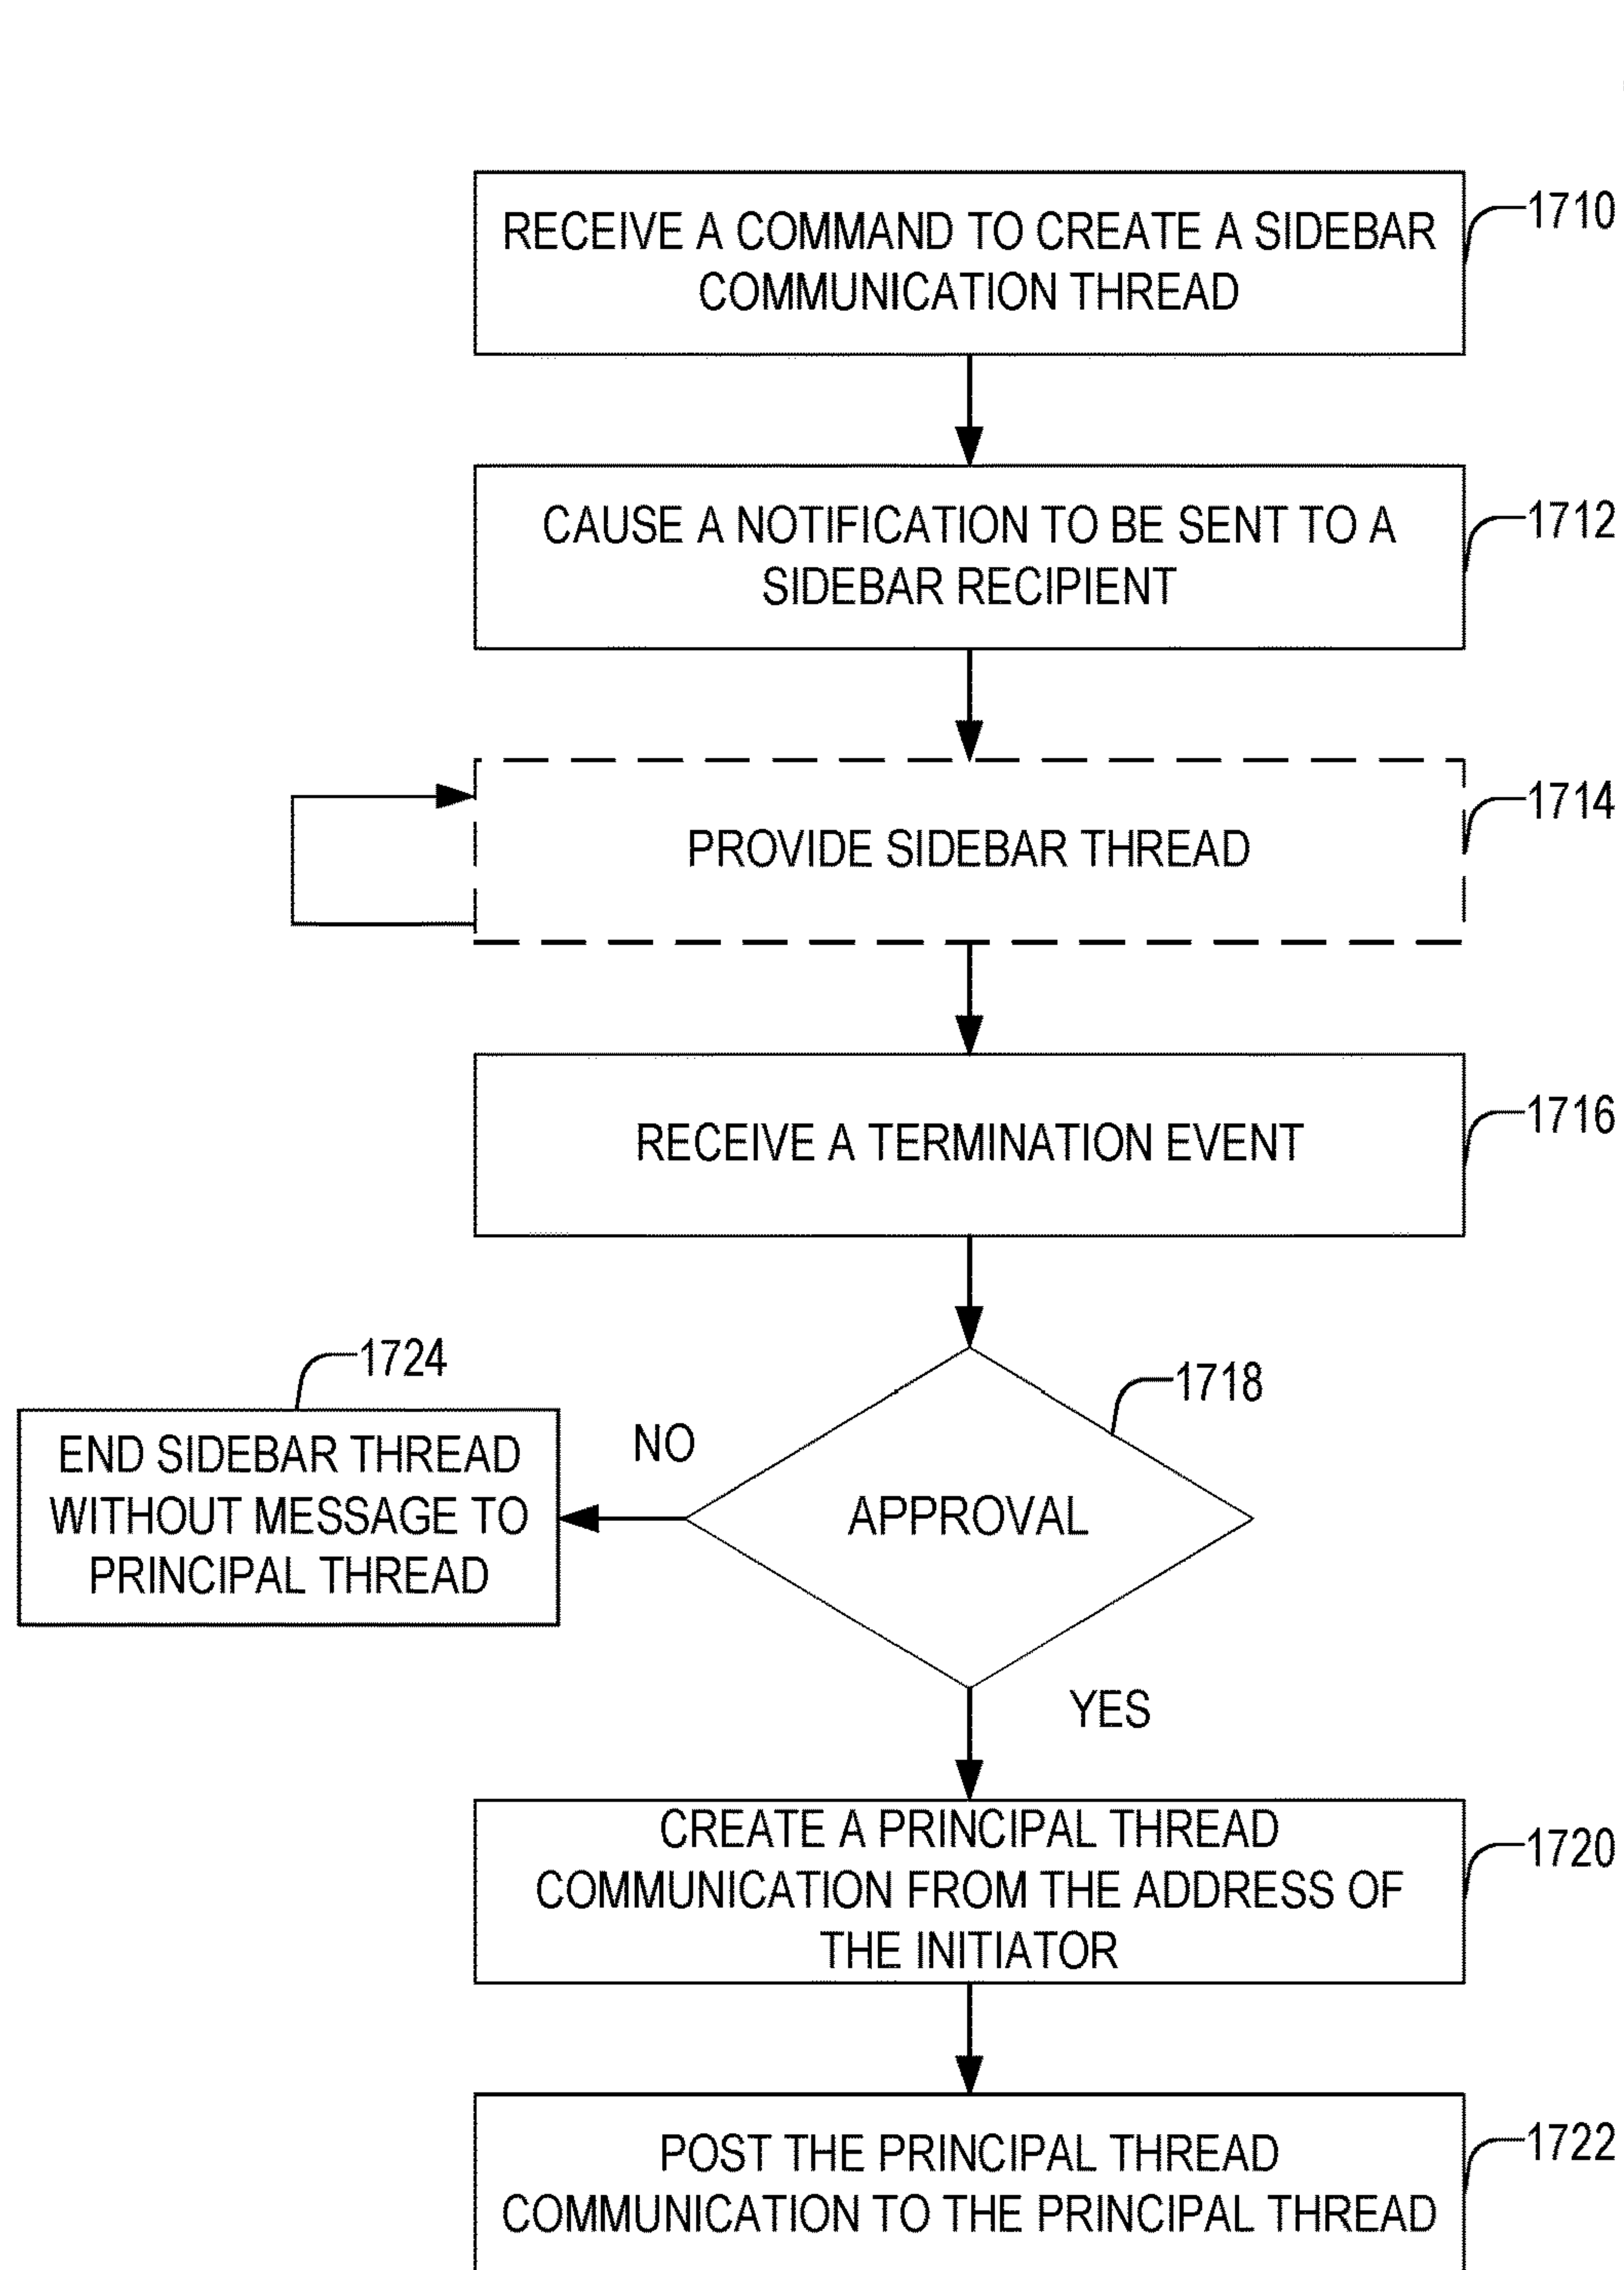 RECEIVE A COMMAND TO CREATE A SIDEBAR
COMMUNICATION THREAD
1710
CAUSE A NOTIFICATION TO BE SENT TO A
SIDEBAR RECIPIENT
1712
PROVIDE SIDEBAR THREAD
1714
RECEIVE A TERMINATION EVENT
1716
1724
END SIDEBAR THREAD
WITHOUT MESSAGE TO
PRINCIPAL THREAD
NO
1718
APPROVAL
YES
CREATE A PRINCIPAL THREAD
COMMUNICATION FROM THE ADDRESS OF
THE INITIATOR
1720
POST THE PRINCIPAL THREAD
COMMUNICATION TO THE PRINCIPAL THREAD
1722